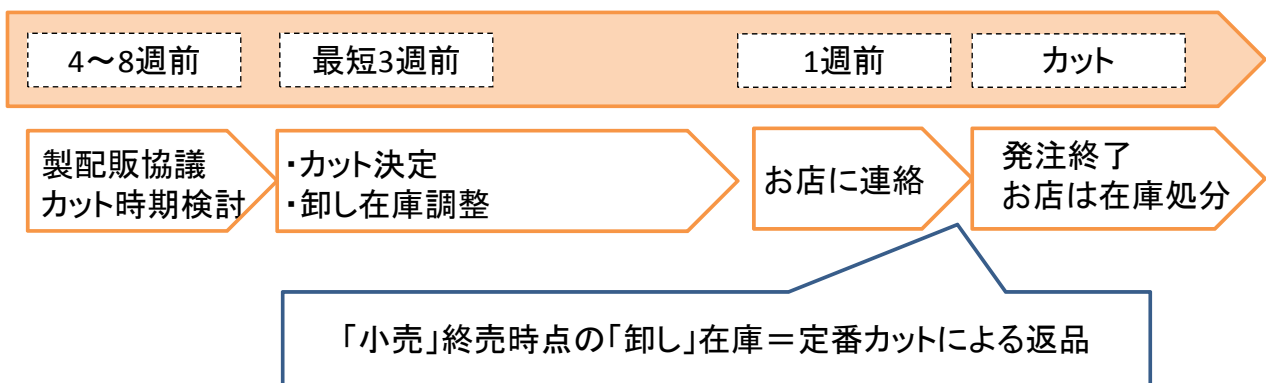 4～8週前
最短3週前
1週前
カット
製配販協議
カット時期検討
・カット決定
・卸し在庫調整
お店に連絡
発注終了
お店は在庫処分
「小売」終売時点の「卸し」在庫＝定番カットによる返品